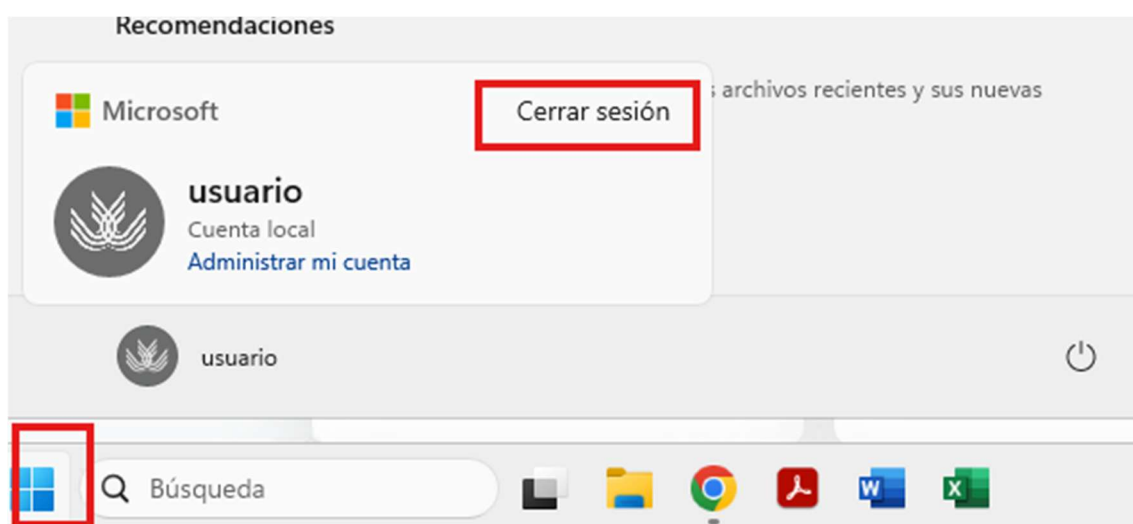 Recomendaciones
Microsoft
Cerrar sesión
archivos recientes y sus nuevas
usuario
Cuenta local
Administrar mi cuenta
usuario
Búsqueda
W
X